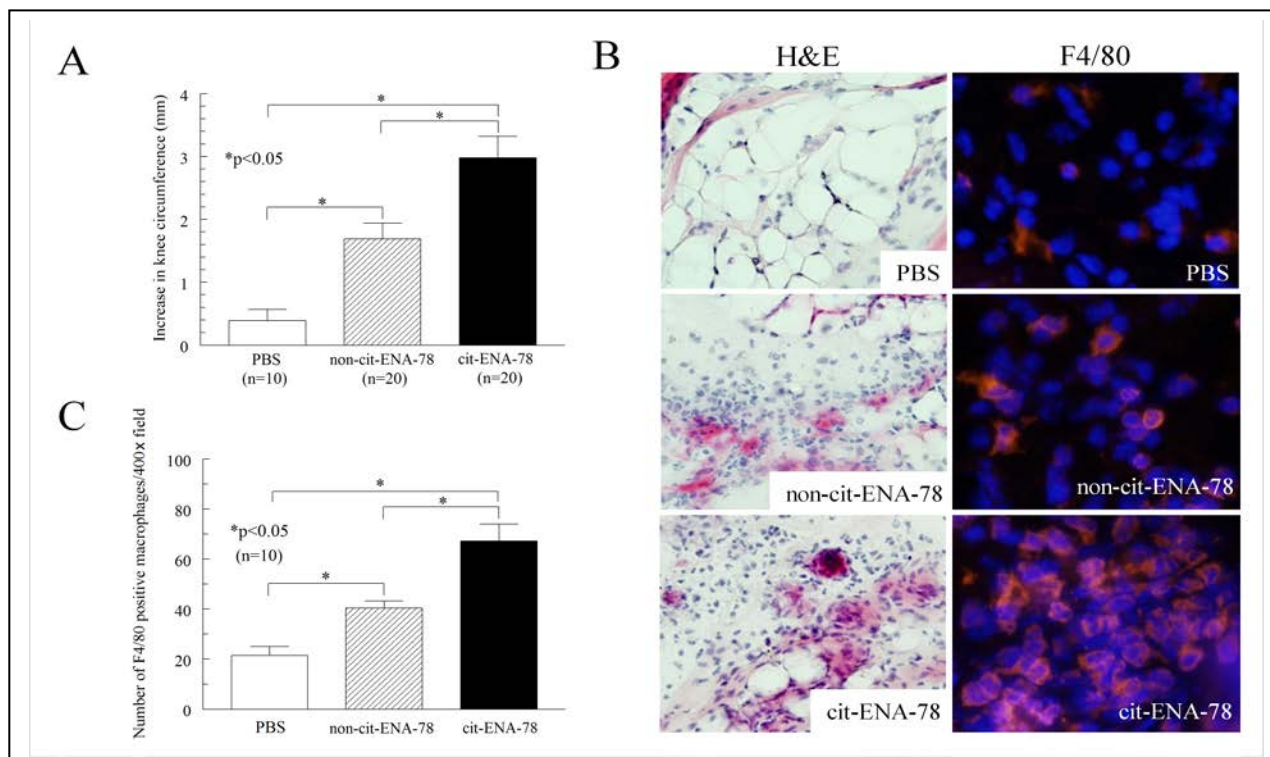 A
Increase in knee circumference (mm)
4
3
2
1
0
*p<0.05
*
*
*
PBS
(n=10)
non-cit-ENA-78
(n=20)
cit-ENA-78
(n=20)
B
H&E
F4/80
PBS
PBS
non-cit-ENA-78
non-cit-ENA-78
cit-ENA-78
cit-ENA-78
C
Number of F4/80 positive macrophages/400x field
100
80
60
40
20
0
*p<0.05
(n=10)
*
*
*
PBS
non-cit-ENA-78
cit-ENA-78